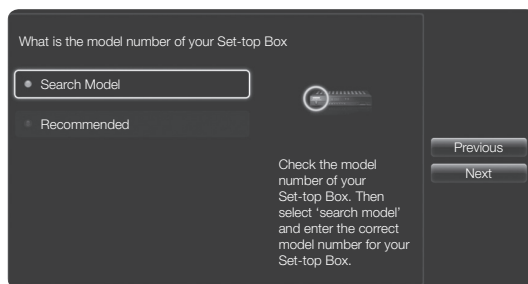 What is the model number of your Set-top Box
Search Model
Recommended
Check the model
number of your
Set-top Box. Then
select ‘search model’
and enter the correct
model number for your
Set-top Box.
Previous
Next